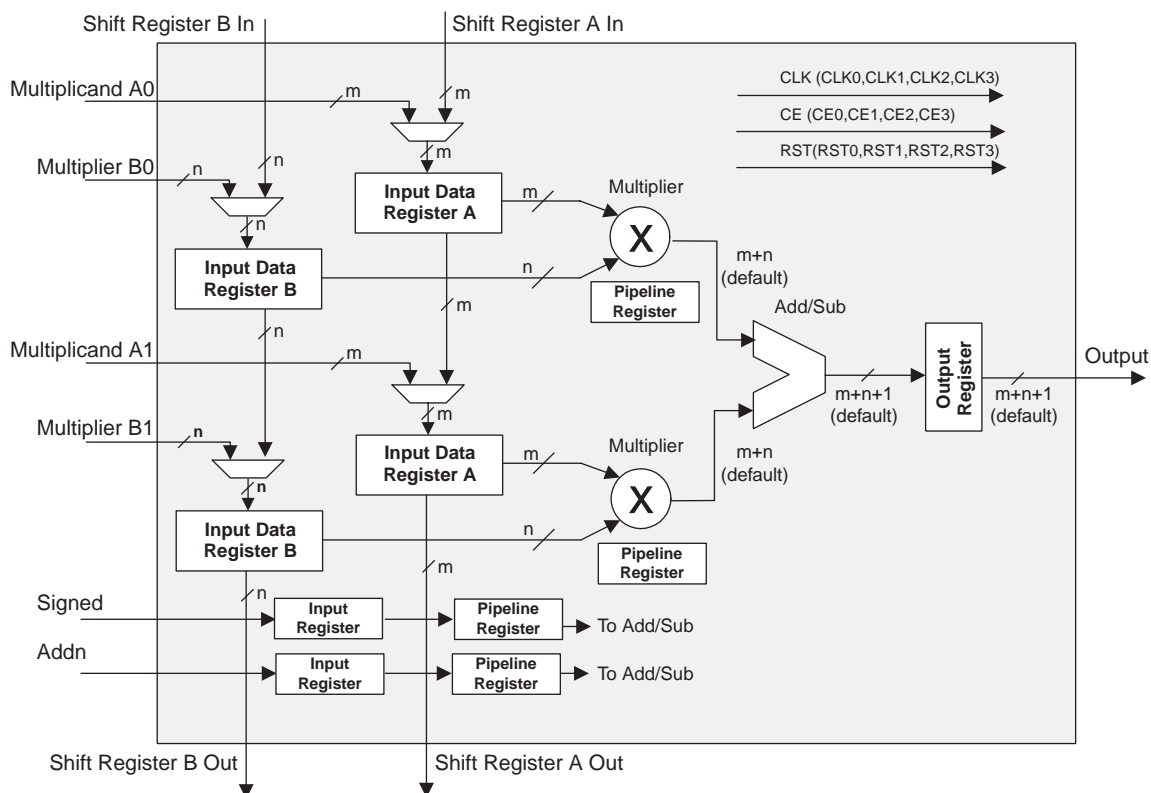 Shift Register B In
Shift Register A In
Multiplicand A0
m
m
CLK (CLK0,CLK1,CLK2,CLK3)
CE (CE0,CE1,CE2,CE3)
RST(RST0,RST1,RST2,RST3)
m
Multiplier B0
n
n
n
Input Data
Register A
m
Multiplier
X
Input Data
Register B
n
m+n
(default)
Pipeline
Register
m
n
Add/Sub
Multiplicand A1
m
m
Output
Register
m+n+1
(default)
m+n+1
(default)
Output
Multiplier B1
n
n
Input Data
Register A
m
Multiplier
X
m+n
(default)
Input Data
Register B
n
Pipeline
Register
m
n
Signed
Input
Register
Pipeline
Register
To Add/Sub
Addn
Input
Register
Pipeline
Register
To Add/Sub
Shift Register B Out
Shift Register A Out